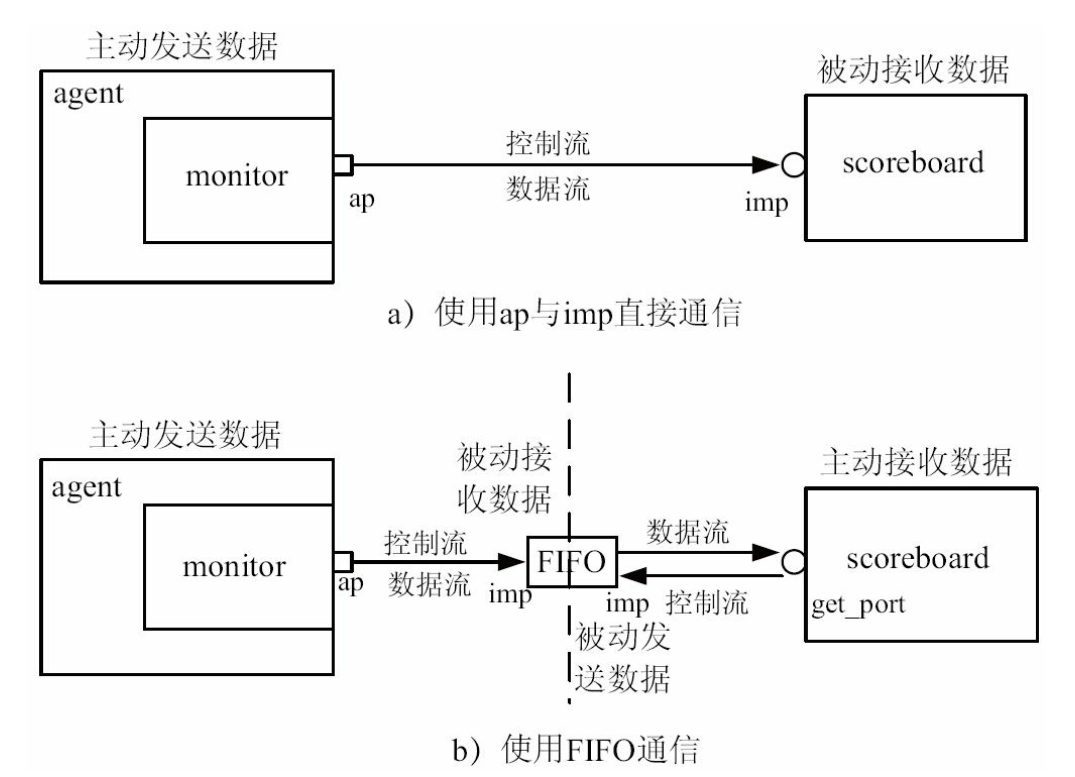 主动发送数据
被动接收数据
agent
monitor
控制流
scoreboard
数据流
ap
imp
a）使用ap与imp直接通信
主动发送数据
被动接
收数据
主动接收数据
agent
monitor
控制流
数据流
FIFO
数据流
scoreboard
ap
imp
imp
控制流
get_port
被动发
送数据
b）使用FIFO通信